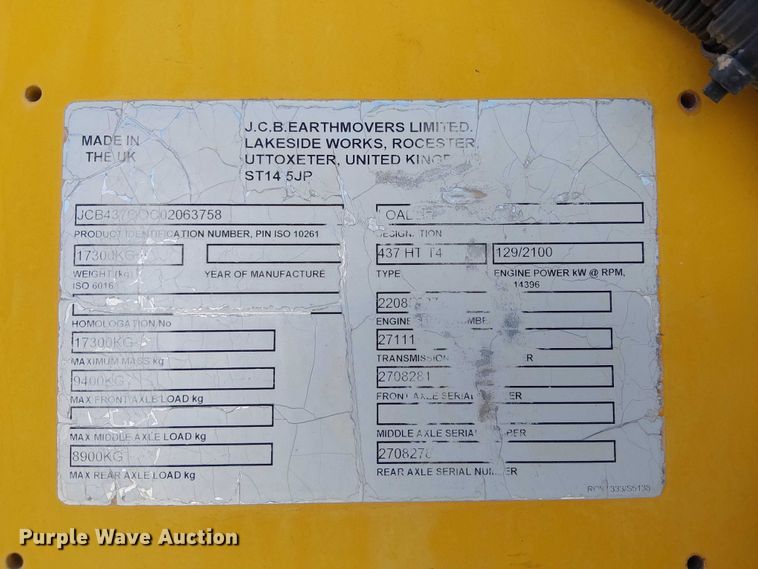 MADE IN
THE UK
J.C.B.EARTHMOVERS LIMITED.
LAKESIDE WORKS, ROCESTER,
UTTOXETER, UNITED KINGD
ST14 5JP
02063758
PRODUCT IDENTIFICATION NUMBER, PIN ISO 10261
17300KG
WEIGHT (kg)
ISO 6016
YEAR OF MANUFACTURE
HOMOLOGATION No
17300KG
MAXIMUM MASS kg
9400KG
MAX FRONT AXLE LOAD kg
MAX MIDDLE AXLE LOAD kg
8900KG
MAX REAR AXLE LOAD kg
OAD
DESIGNATION
437 HT T4
TYPE
129/2100
ENGINE POWER kW @ RPM,
14396
2208
ENGINE
27111
TRANSMISSION
2708281
FRONT AXLE SERIAL
MIDDLE AXLE SERIAL
2708278
REAR AXLE SERIAL NUMBER
Purple Wave Auction